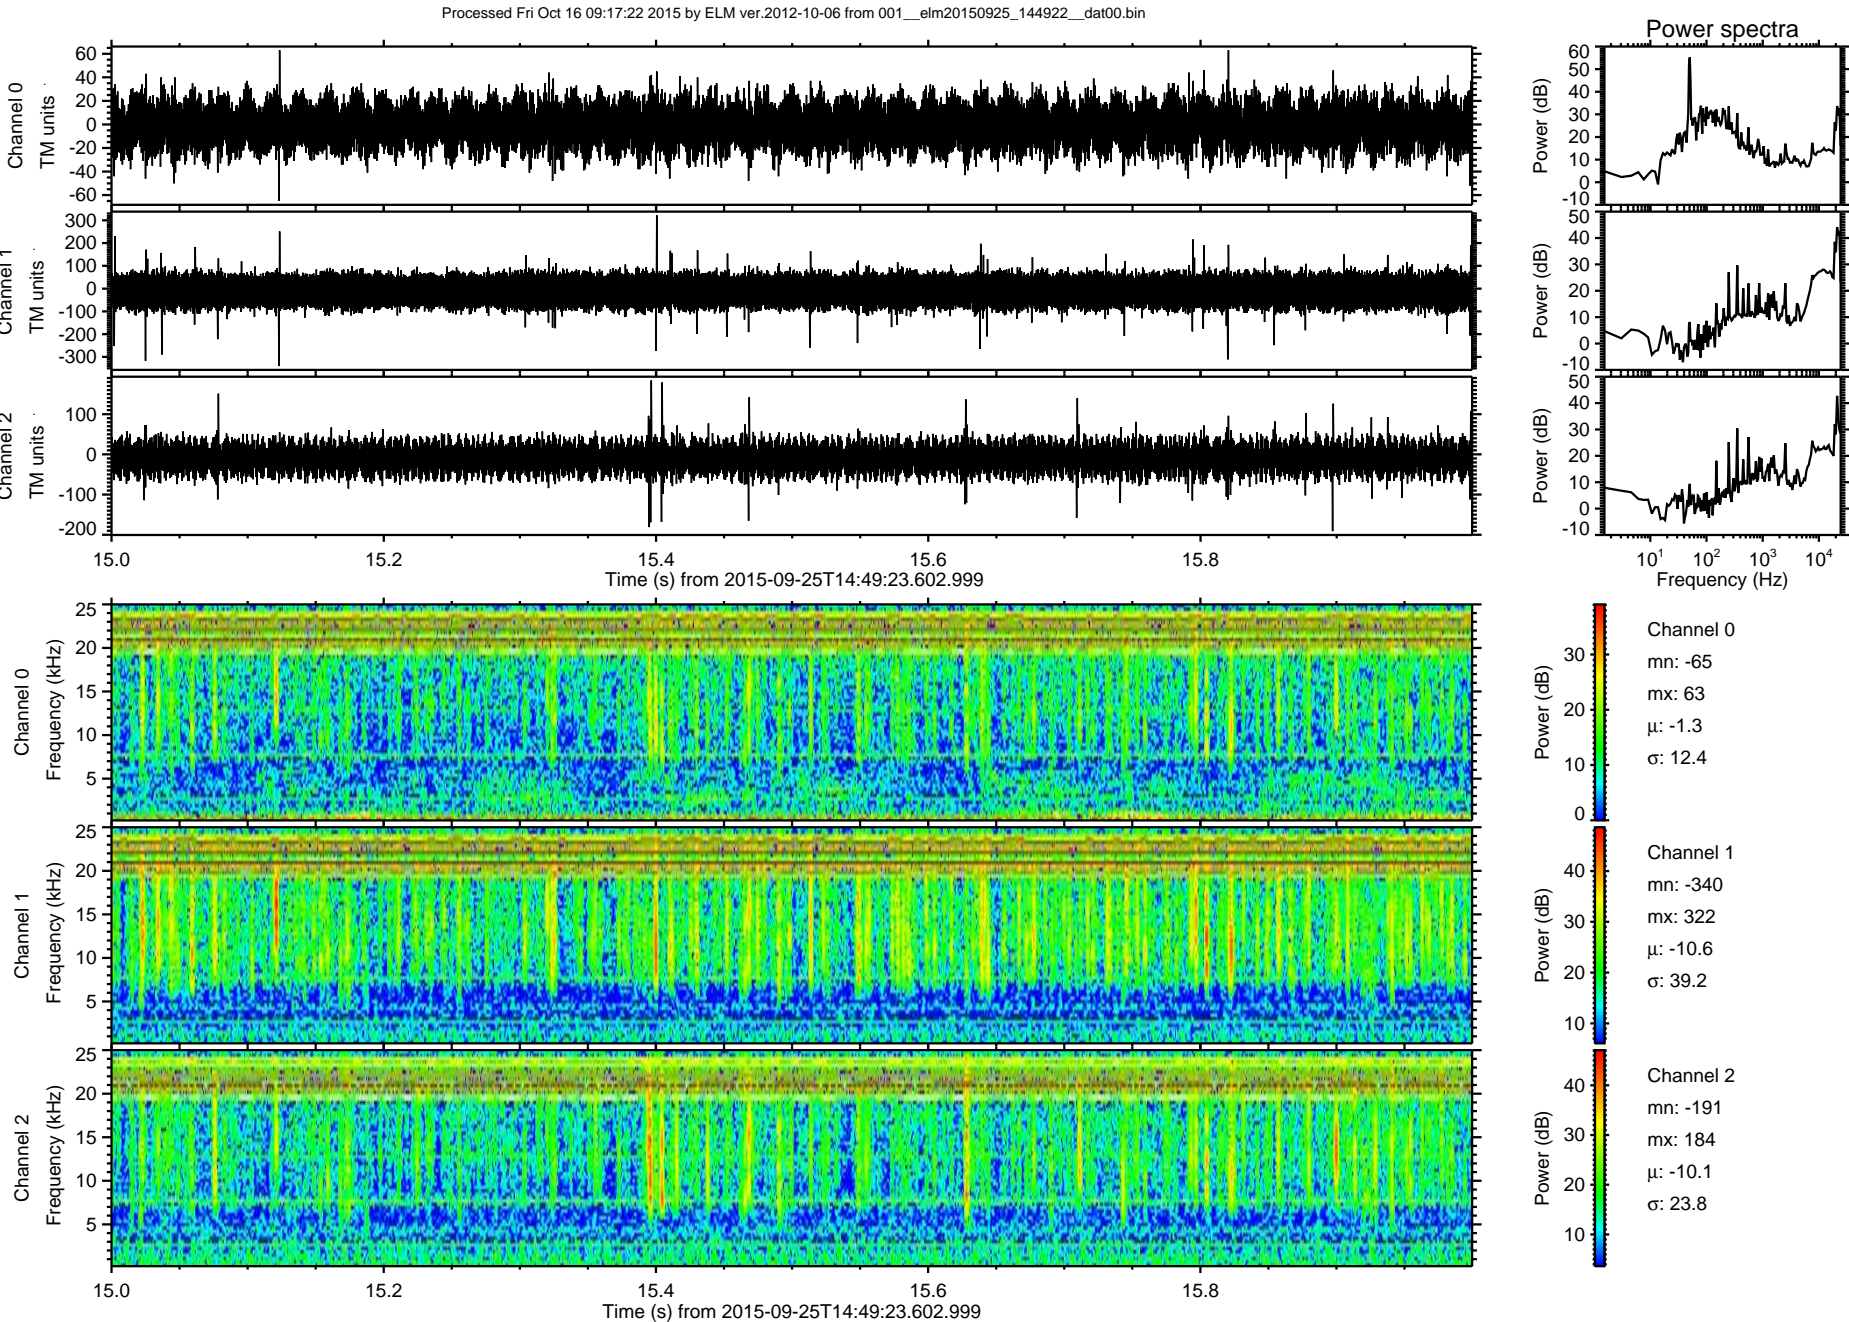 Processed Fri Oct 16 09:17:22 2015 by ELM ver.2012-10-06 from 001__elm20150925_144922__dat00.bin
Power spectra
Channel 0
TM units
60
40
20
0
-20
-40
-60
Power (dB)
60
50
40
30
20
10
0
-10
Channel 1
TM units
300
200
100
0
-100
-200
-300
Power (dB)
50
40
30
20
10
0
-10
Channel 2
TM units
100
0
-100
-200
Power (dB)
50
40
30
20
10
0
-10
15.0 15.2 15.4 15.6 15.8
Time (s) from 2015-09-25T14:49:23.602.999
10¹ 10² 10³ 10⁴
Frequency (Hz)
Channel 0
Frequency (kHz)
25
20
15
10
5
Power (dB)
30
20
10
0
Channel 0
mn: -65
mx: 63
μ: -1.3
σ: 12.4
Channel 1
Frequency (kHz)
25
20
15
10
5
Power (dB)
40
30
20
10
Channel 1
mn: -340
mx: 322
μ: -10.6
σ: 39.2
Channel 2
Frequency (kHz)
25
20
15
10
5
Power (dB)
40
30
20
10
Channel 2
mn: -191
mx: 184
μ: -10.1
σ: 23.8
15.0 15.2 15.4 15.6 15.8
Time (s) from 2015-09-25T14:49:23.602.999